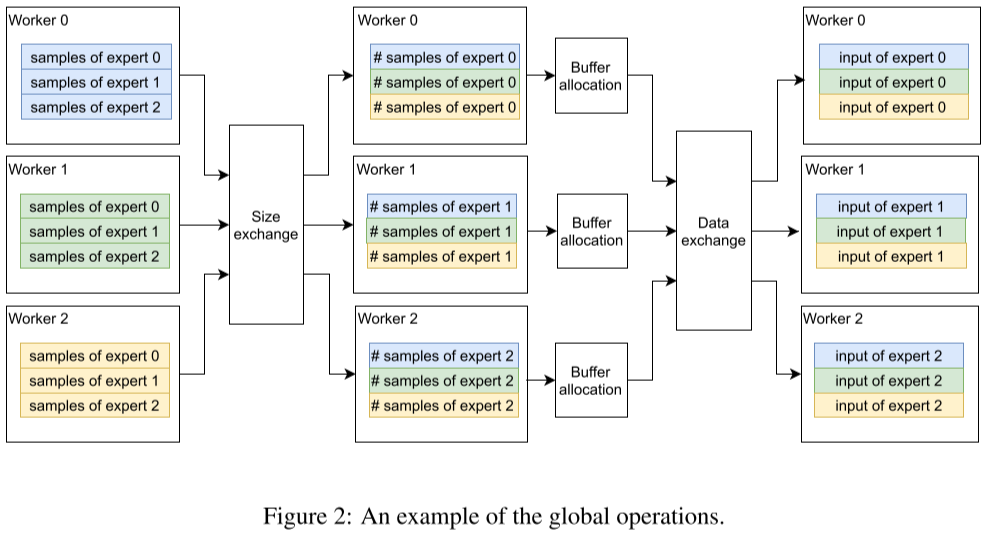 Worker 0
samples of expert 0
samples of expert 1
samples of expert 2
Worker 1
samples of expert 0
samples of expert 1
samples of expert 2
Worker 2
samples of expert 0
samples of expert 1
samples of expert 2
Size
exchange
Worker 0
# samples of expert 0
# samples of expert 0
# samples of expert 0
Worker 1
# samples of expert 1
# samples of expert 1
# samples of expert 1
Worker 2
# samples of expert 2
# samples of expert 2
# samples of expert 2
Buffer
allocation
Buffer
allocation
Buffer
allocation
Data
exchange
Worker 0
input of expert 0
input of expert 0
input of expert 0
Worker 1
input of expert 1
input of expert 1
input of expert 1
Worker 2
input of expert 2
input of expert 2
input of expert 2
Figure 2: An example of the global operations.